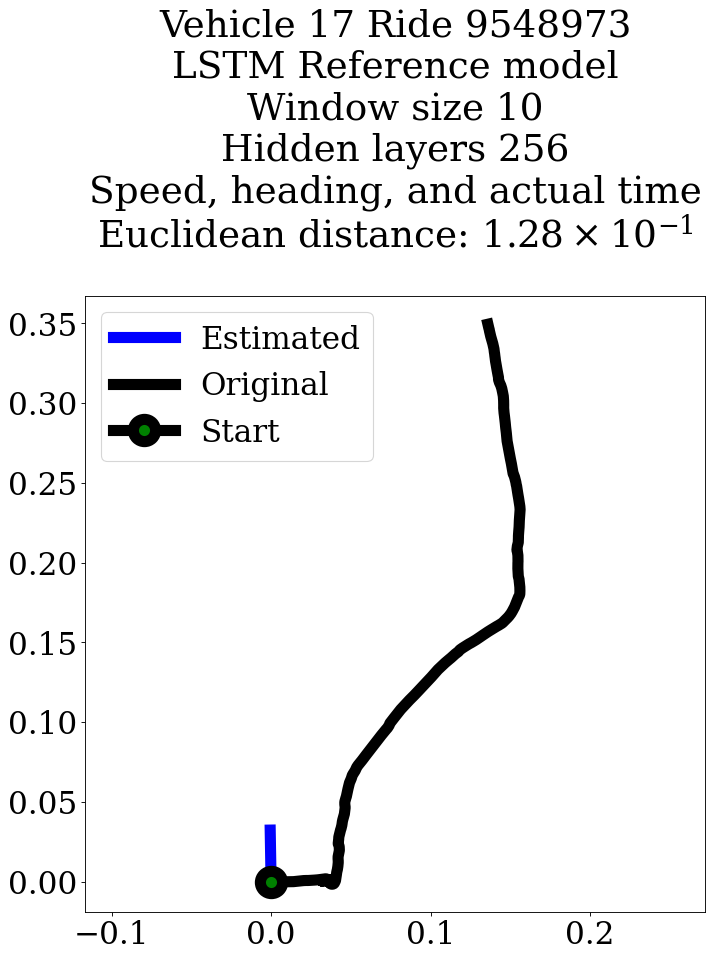 Vehicle 17 Ride 9548973
LSTM Reference model
Window size 10
Hidden layers 256
Speed, heading, and actual time
Euclidean distance: 1.28 × 10⁻¹
Estimated
Original
Start
0.35
0.30
0.25
0.20
0.15
0.10
0.05
0.00
−0.1
0.0
0.1
0.2